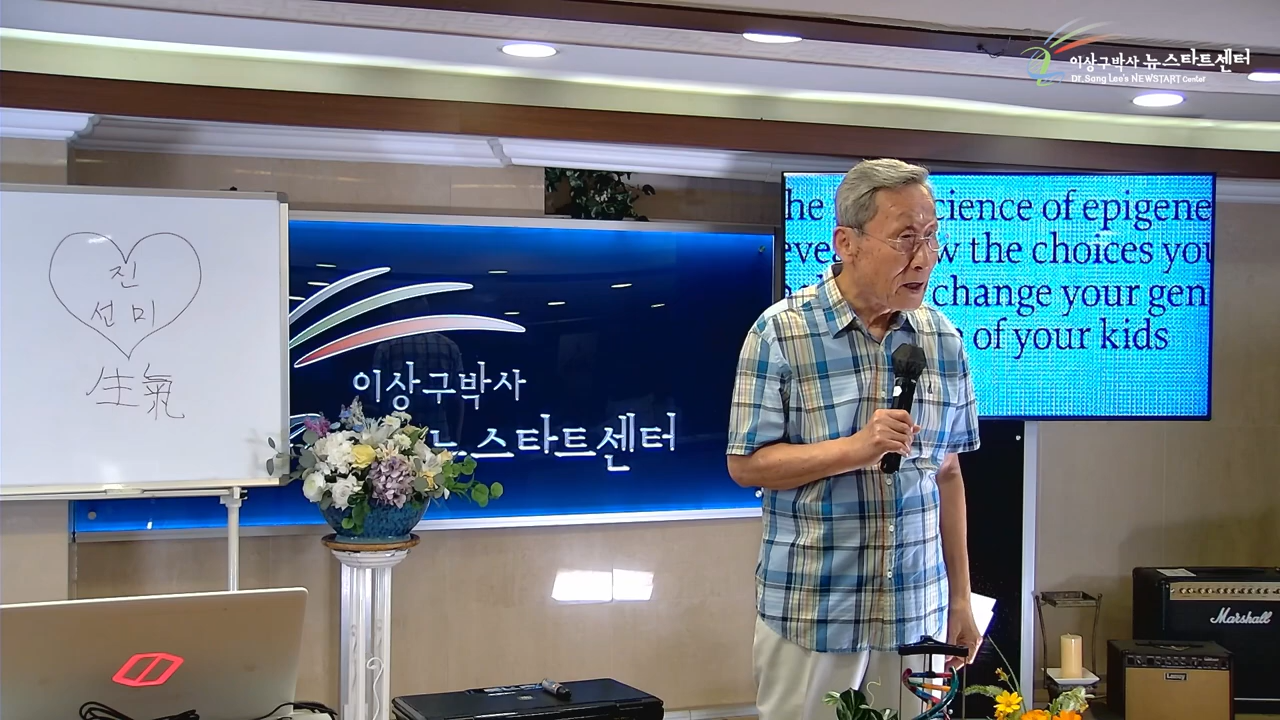 이상구박사 뉴스타트센터
Dr. Sang Lee's NEWSTART Center
진
선 미
生氣
이상구박사
뉴스타트센터
he cience of epigene
w the choices you
change your gen
of your kids
Marshall
Laney